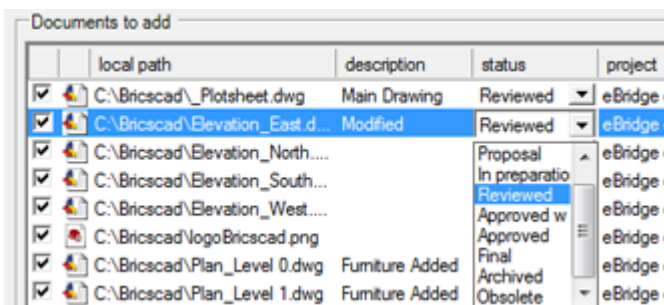 Documents to add
local path description status project
C:\Bricscad\_Plotsheet.dwg Main Drawing Reviewed eBridge
C:\Bricscad\Elevation_East.d... Modified Reviewed eBridge
C:\Bricscad\Elevation_North.... eBridge
C:\Bricscad\Elevation_South... eBridge
C:\Bricscad\Elevation_West.... eBridge
C:\Bricscad\logoBricscad.png eBridge
C:\Bricscad\Plan_Level 0.dwg Furniture Added eBridge
C:\Bricscad\Plan_Level 1.dwg Furniture Added eBridge
Proposal
In preparatio
Reviewed
Approved w
Approved
Final
Archived
Obsolete